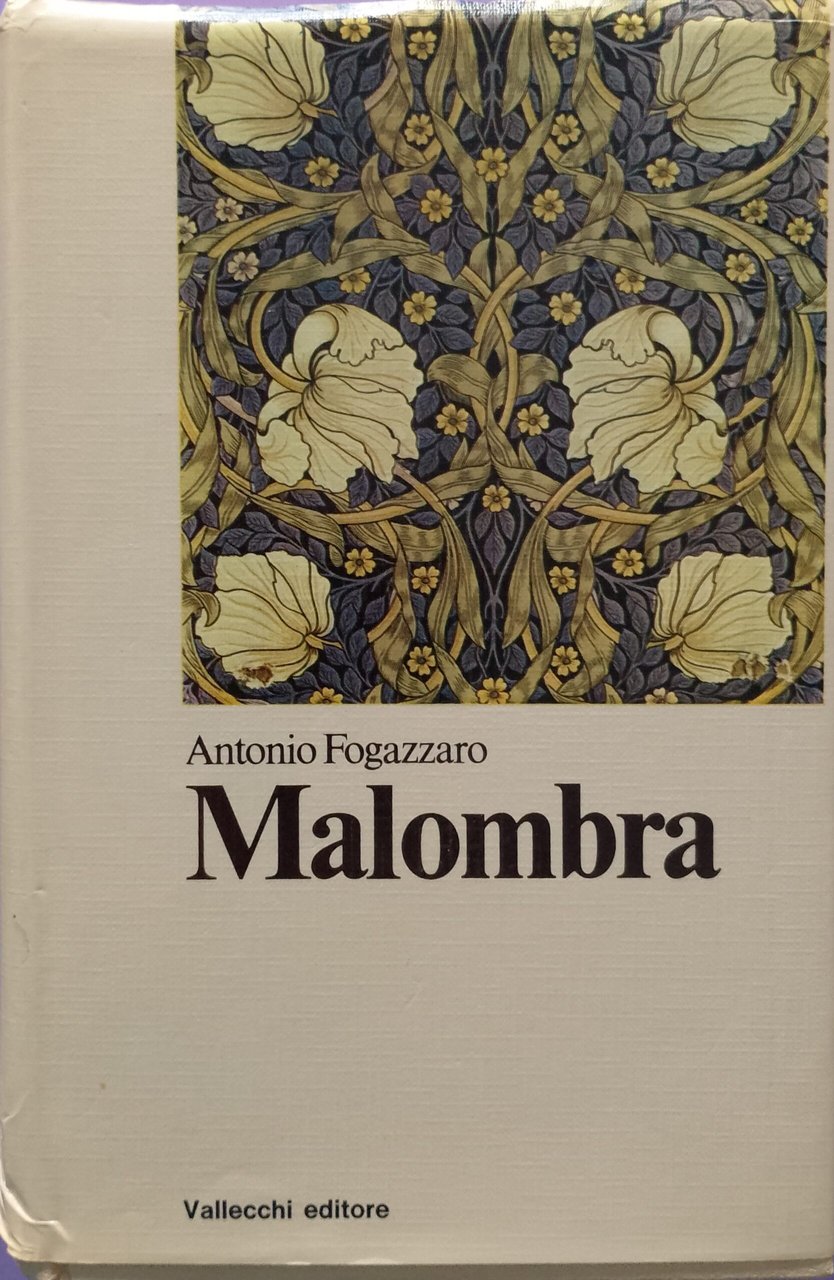 Antonio Fogazzaro
Malombra
Vallecchi editore